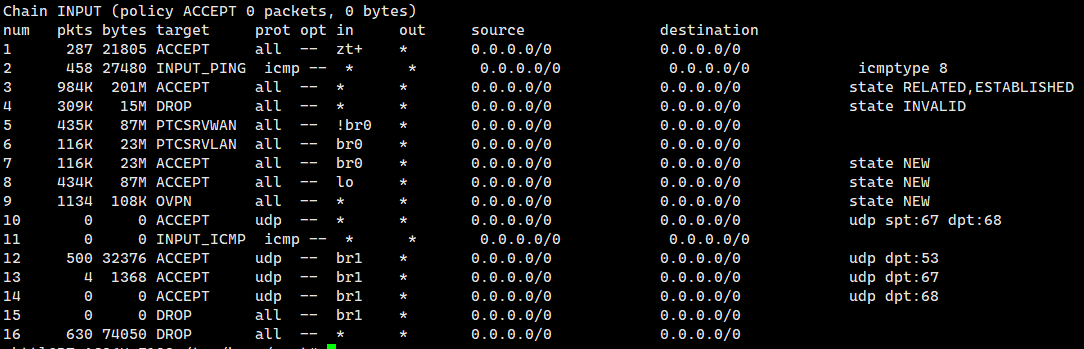 Chain INPUT (policy ACCEPT 0 packets, 0 bytes)
num   pkts bytes target     prot opt in     out     source               destination
1      287 21805 ACCEPT     all  --  zt+    *       0.0.0.0/0            0.0.0.0/0
2      458 27480 INPUT_PING  icmp --  *      *       0.0.0.0/0            0.0.0.0/0            icmptype 8
3     984K  201M ACCEPT     all  --  *      *       0.0.0.0/0            0.0.0.0/0            state RELATED,ESTABLISHED
4     309K   15M DROP       all  --  *      *       0.0.0.0/0            0.0.0.0/0            state INVALID
5     435K   87M PTCSRVWAN  all  --  !br0   *       0.0.0.0/0            0.0.0.0/0
6     116K   23M PTCSRVLAN  all  --  br0    *       0.0.0.0/0            0.0.0.0/0
7     116K   23M ACCEPT     all  --  br0    *       0.0.0.0/0            0.0.0.0/0            state NEW
8     434K   87M ACCEPT     all  --  lo     *       0.0.0.0/0            0.0.0.0/0            state NEW
9     1134  108K OVPN       all  --  *      *       0.0.0.0/0            0.0.0.0/0            state NEW
10       0     0 ACCEPT     udp  --  *      *       0.0.0.0/0            0.0.0.0/0            udp spt:67 dpt:68
11       0     0 INPUT_ICMP  icmp --  *      *       0.0.0.0/0            0.0.0.0/0
12     500 32376 ACCEPT     udp  --  br1    *       0.0.0.0/0            0.0.0.0/0            udp dpt:53
13       4  1368 ACCEPT     udp  --  br1    *       0.0.0.0/0            0.0.0.0/0            udp dpt:67
14       0     0 ACCEPT     udp  --  br1    *       0.0.0.0/0            0.0.0.0/0            udp dpt:68
15       0     0 DROP       all  --  br1    *       0.0.0.0/0            0.0.0.0/0
16     630 74050 DROP       all  --  *      *       0.0.0.0/0            0.0.0.0/0